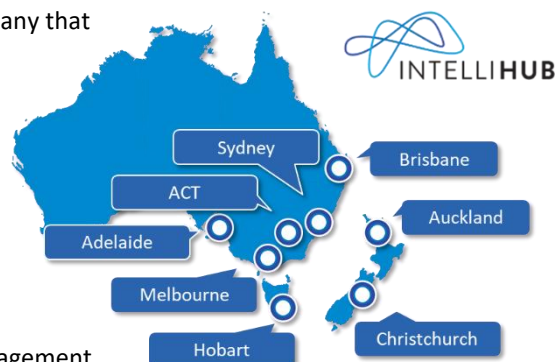 any that
INTELLIHUB
Sydney
Brisbane
ACT
Auckland
Adelaide
Melbourne
Christchurch
Hobart
agement